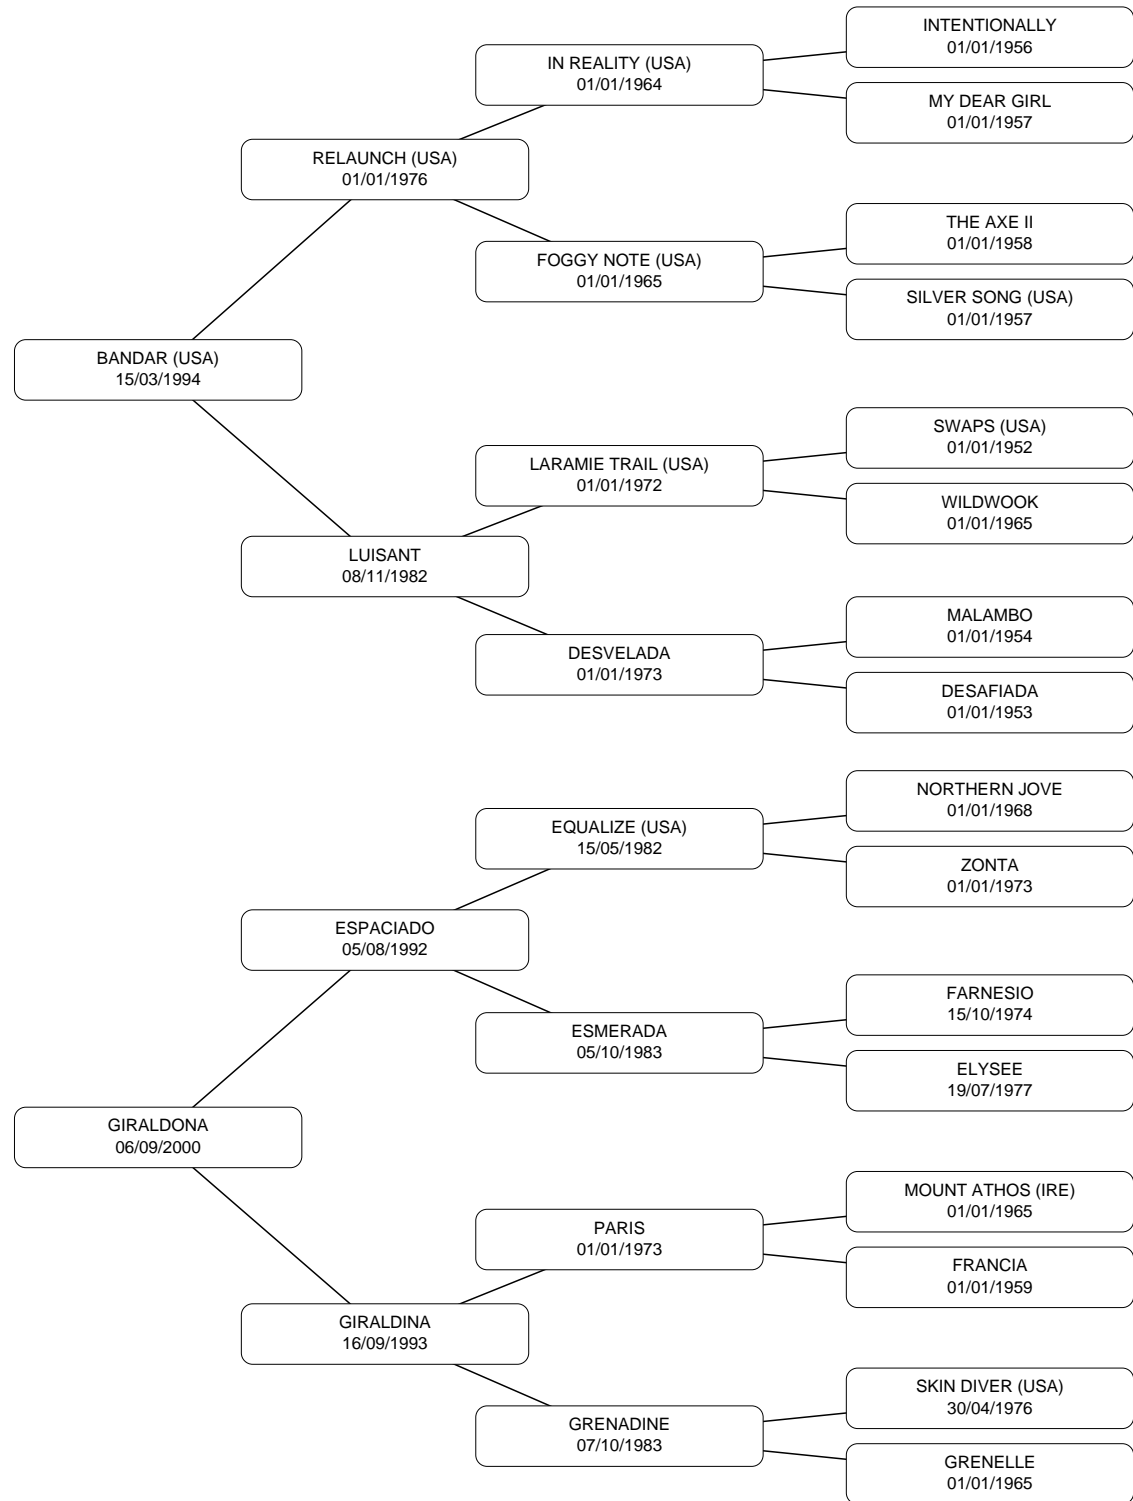 INTENTIONALLY
01/01/1956
IN REALITY (USA)
01/01/1964
MY DEAR GIRL
01/01/1957
RELAUNCH (USA)
01/01/1976
THE AXE II
01/01/1958
FOGGY NOTE (USA)
01/01/1965
SILVER SONG (USA)
01/01/1957
BANDAR (USA)
15/03/1994
SWAPS (USA)
01/01/1952
LARAMIE TRAIL (USA)
01/01/1972
WILDWOOK
01/01/1965
LUISANT
08/11/1982
MALAMBO
01/01/1954
DESVELADA
01/01/1973
DESAFIADA
01/01/1953
NORTHERN JOVE
01/01/1968
EQUALIZE (USA)
15/05/1982
ZONTA
01/01/1973
ESPACIADO
05/08/1992
FARNESIO
15/10/1974
ESMERADA
05/10/1983
ELYSEE
19/07/1977
GIRALDONA
06/09/2000
MOUNT ATHOS (IRE)
01/01/1965
PARIS
01/01/1973
FRANCIA
01/01/1959
GIRALDINA
16/09/1993
SKIN DIVER (USA)
30/04/1976
GRENADINE
07/10/1983
GRENELLE
01/01/1965